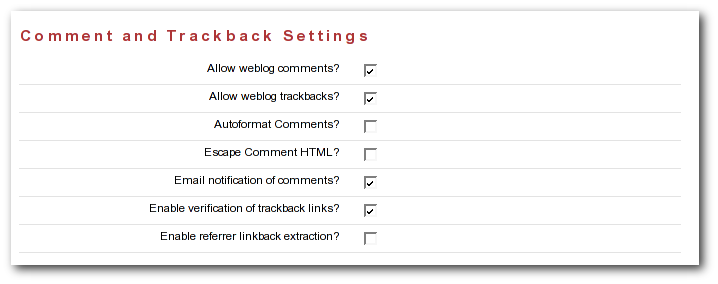 Comment and Trackback Settings
Allow weblog comments?
Allow weblog trackbacks?
Autoformat Comments?
Escape Comment HTML?
Email notification of comments?
Enable verification of trackback links?
Enable referrer linkback extraction?